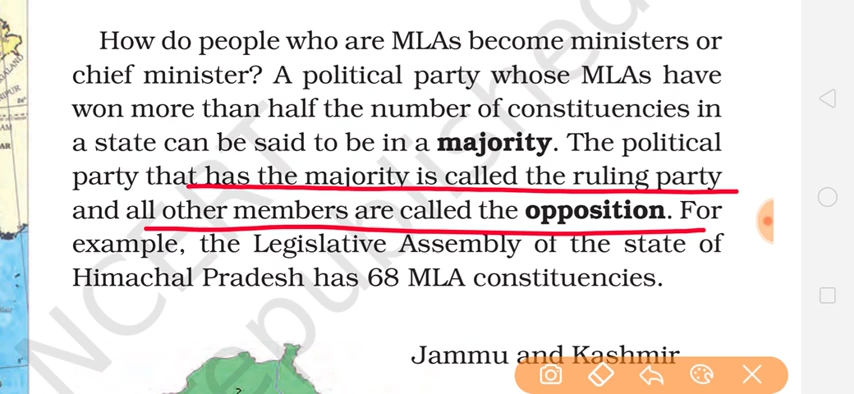 How do people who are MLAs become ministers or
chief minister? A political party whose MLAs have
won more than half the number of constituencies in
a state can be said to be in a majority. The political
party that has the majority is called the ruling party
and all other members are called the opposition. For
example, the Legislative Assembly of the state of
Himachal Pradesh has 68 MLA constituencies.
Jammu and Kashmir
NCERT
republished